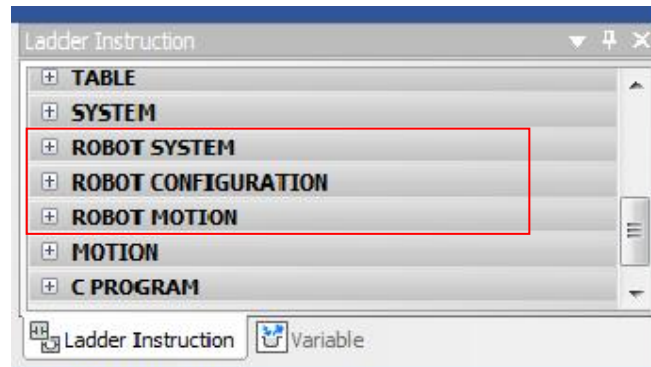 Ladder Instruction
TABLE
SYSTEM
ROBOT SYSTEM
ROBOT CONFIGURATION
ROBOT MOTION
MOTION
C PROGRAM
Ladder Instruction Variable